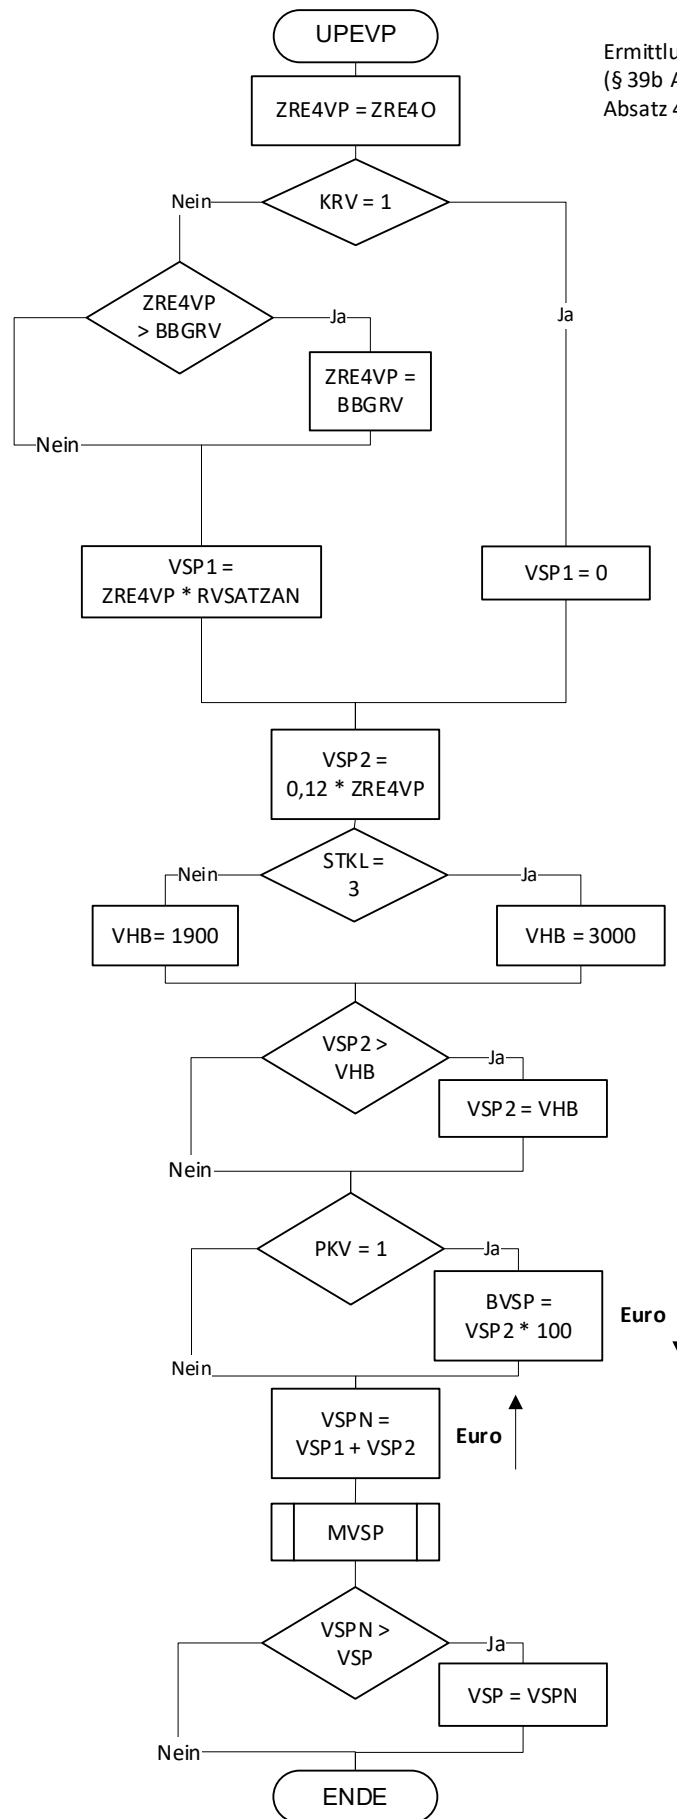 UPEVP
(§ 39b
Absatz 4
ZRE4VP = ZRE4O
KRV = 1
Nein
Ja
ZRE4VP
> BBGRV
Ja
ZRE4VP =
BBGRV
Nein
VSP1 =
ZRE4VP * RVSATZAN
VSP1 = 0
VSP2 =
0,12 * ZRE4VP
STKL =
3
Nein
Ja
VHB= 1900
VHB = 3000
VSP2 >
VHB
Ja
VSP2 = VHB
Nein
PKV = 1
Ja
BVSP =
VSP2 * 100
Euro
Nein
VSPN =
VSP1 + VSP2
Euro
MVSP
VSPN >
VSP
Ja
VSP = VSPN
Nein
ENDE